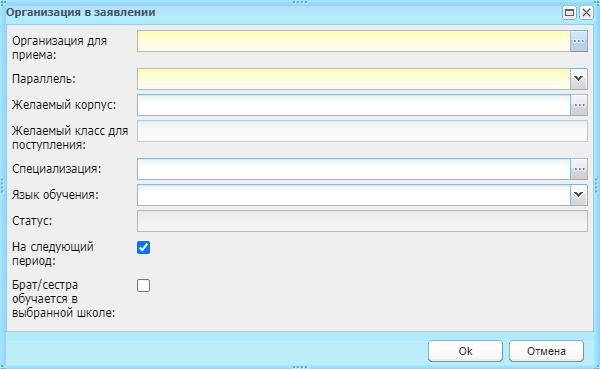 Организация в заявлении
Организация для
приема:
Параллель:
Желаемый корпус:
Желаемый класс для
поступления:
Специализация:
Язык обучения:
Статус:
На следующий
период:
Брат/сестра
обучается в
выбранной школе:
Ok
Отмена